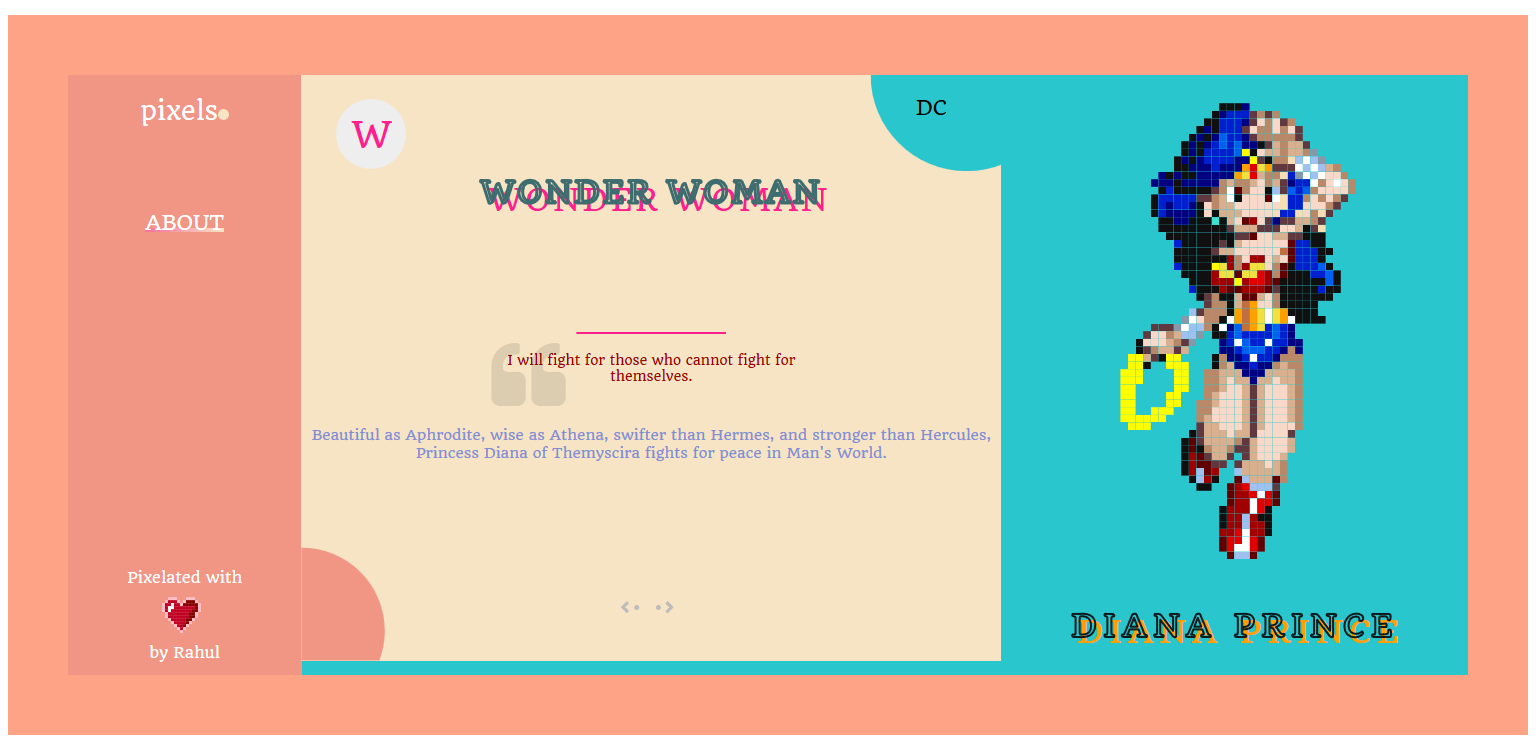 pixels
ABOUT
Pixelated with
by Rahul
W
DC
WONDER WOMAN
I will fight for those who cannot fight for
themselves.
Beautiful as Aphrodite, wise as Athena, swifter than Hermes, and stronger than Hercules,
Princess Diana of Themyscira fights for peace in Man's World.
DIANA PRINCE